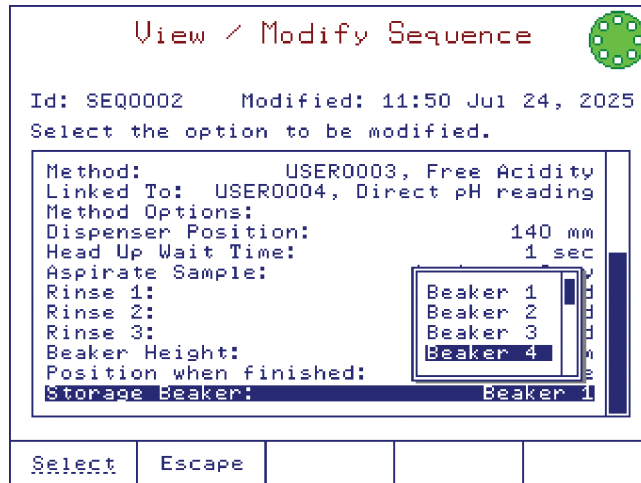 View / Modify Sequence
Id: SEQ0002 Modified: 11:50 Jul 24, 2025
Select the option to be modified.
Method: USER0003, Free Acidity
Linked To: USER0004, Direct pH reading
Method Options:
Dispenser Position: 140 mm
Head Up Wait Time: 1 sec
Aspirate Sample:
Rinse 1:
Rinse 2:
Rinse 3:
Beaker Height:
Position when finished:
Beaker 1
Beaker 2
Beaker 3
Beaker 4
Storage Beaker: Beaker 1
Select Escape